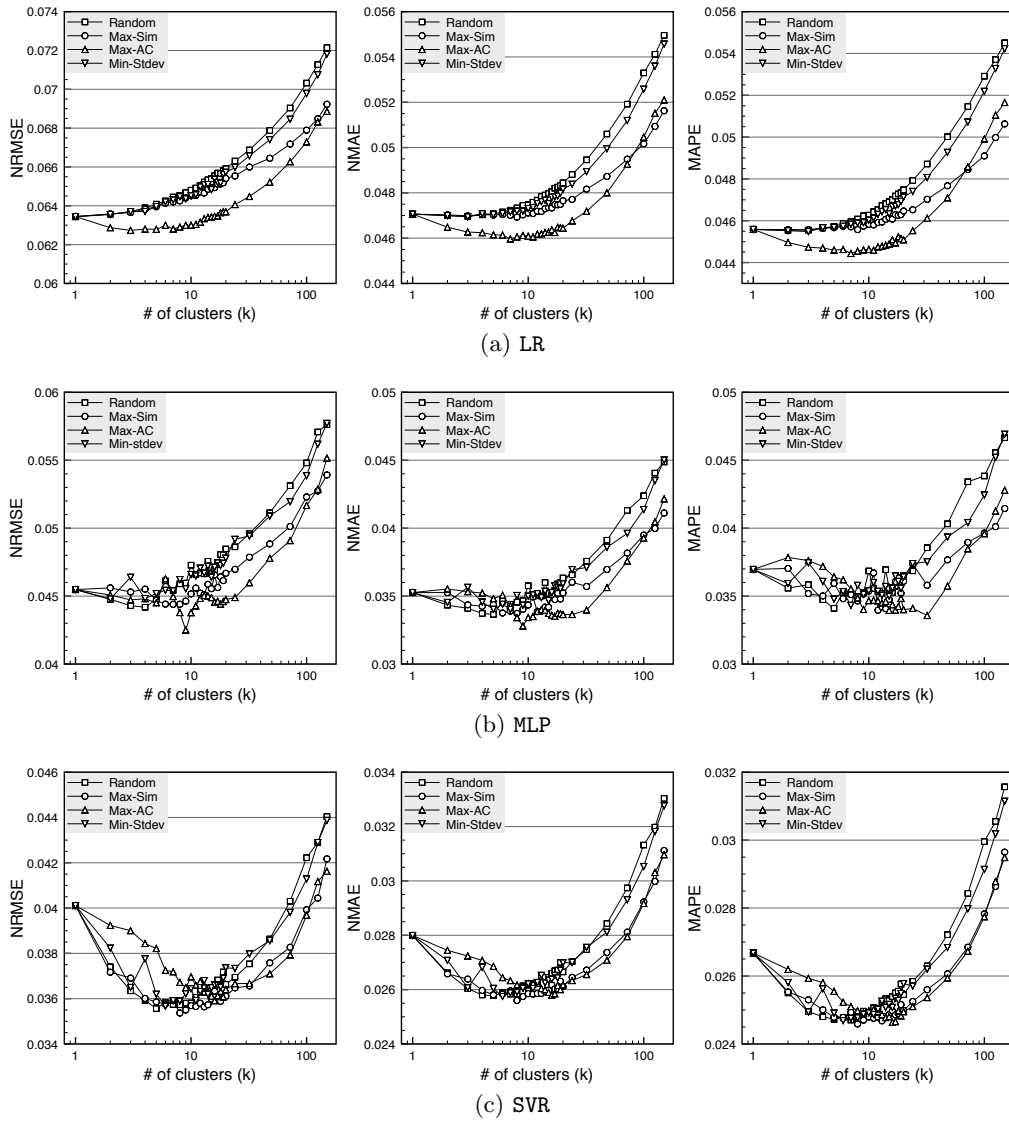 0.074
0.072
0.07
0.068
0.066
0.064
0.062
0.06
NRMSE
Random
Max-Sim
Max-AC
Min-Stdev
1
10
100
# of clusters (k)
0.056
0.054
0.052
0.05
0.048
0.046
0.044
NMAE
Random
Max-Sim
Max-AC
Min-Stdev
1
10
100
# of clusters (k)
0.056
0.054
0.052
0.05
0.048
0.046
0.044
MAPE
Random
Max-Sim
Max-AC
Min-Stdev
1
10
100
# of clusters (k)
(a) LR
0.06
0.055
0.05
0.045
0.04
NRMSE
Random
Max-Sim
Max-AC
Min-stdev
1
10
100
# of clusters (k)
0.05
0.045
0.04
0.035
0.03
NMAE
Random
Max-Sim
Max-AC
Min-Stdev
1
10
100
# of clusters (k)
0.05
0.045
0.04
0.035
0.03
MAPE
Random
Max-Sim
Max-AC
Min-Stdev
1
10
100
# of clusters (k)
(b) MLP
0.046
0.044
0.042
0.04
0.038
0.036
0.034
NRMSE
Random
Max-Sim
Max-AC
Min-Stdev
1
10
100
# of clusters (k)
0.034
0.032
0.03
0.028
0.026
0.024
NMAE
Random
Max-Sim
Max-AC
Min-Stdev
1
10
100
# of clusters (k)
0.032
0.03
0.028
0.026
0.024
MAPE
Random
Max-Sim
Max-AC
Min-Stdev
1
10
100
# of clusters (k)
(c) SVR